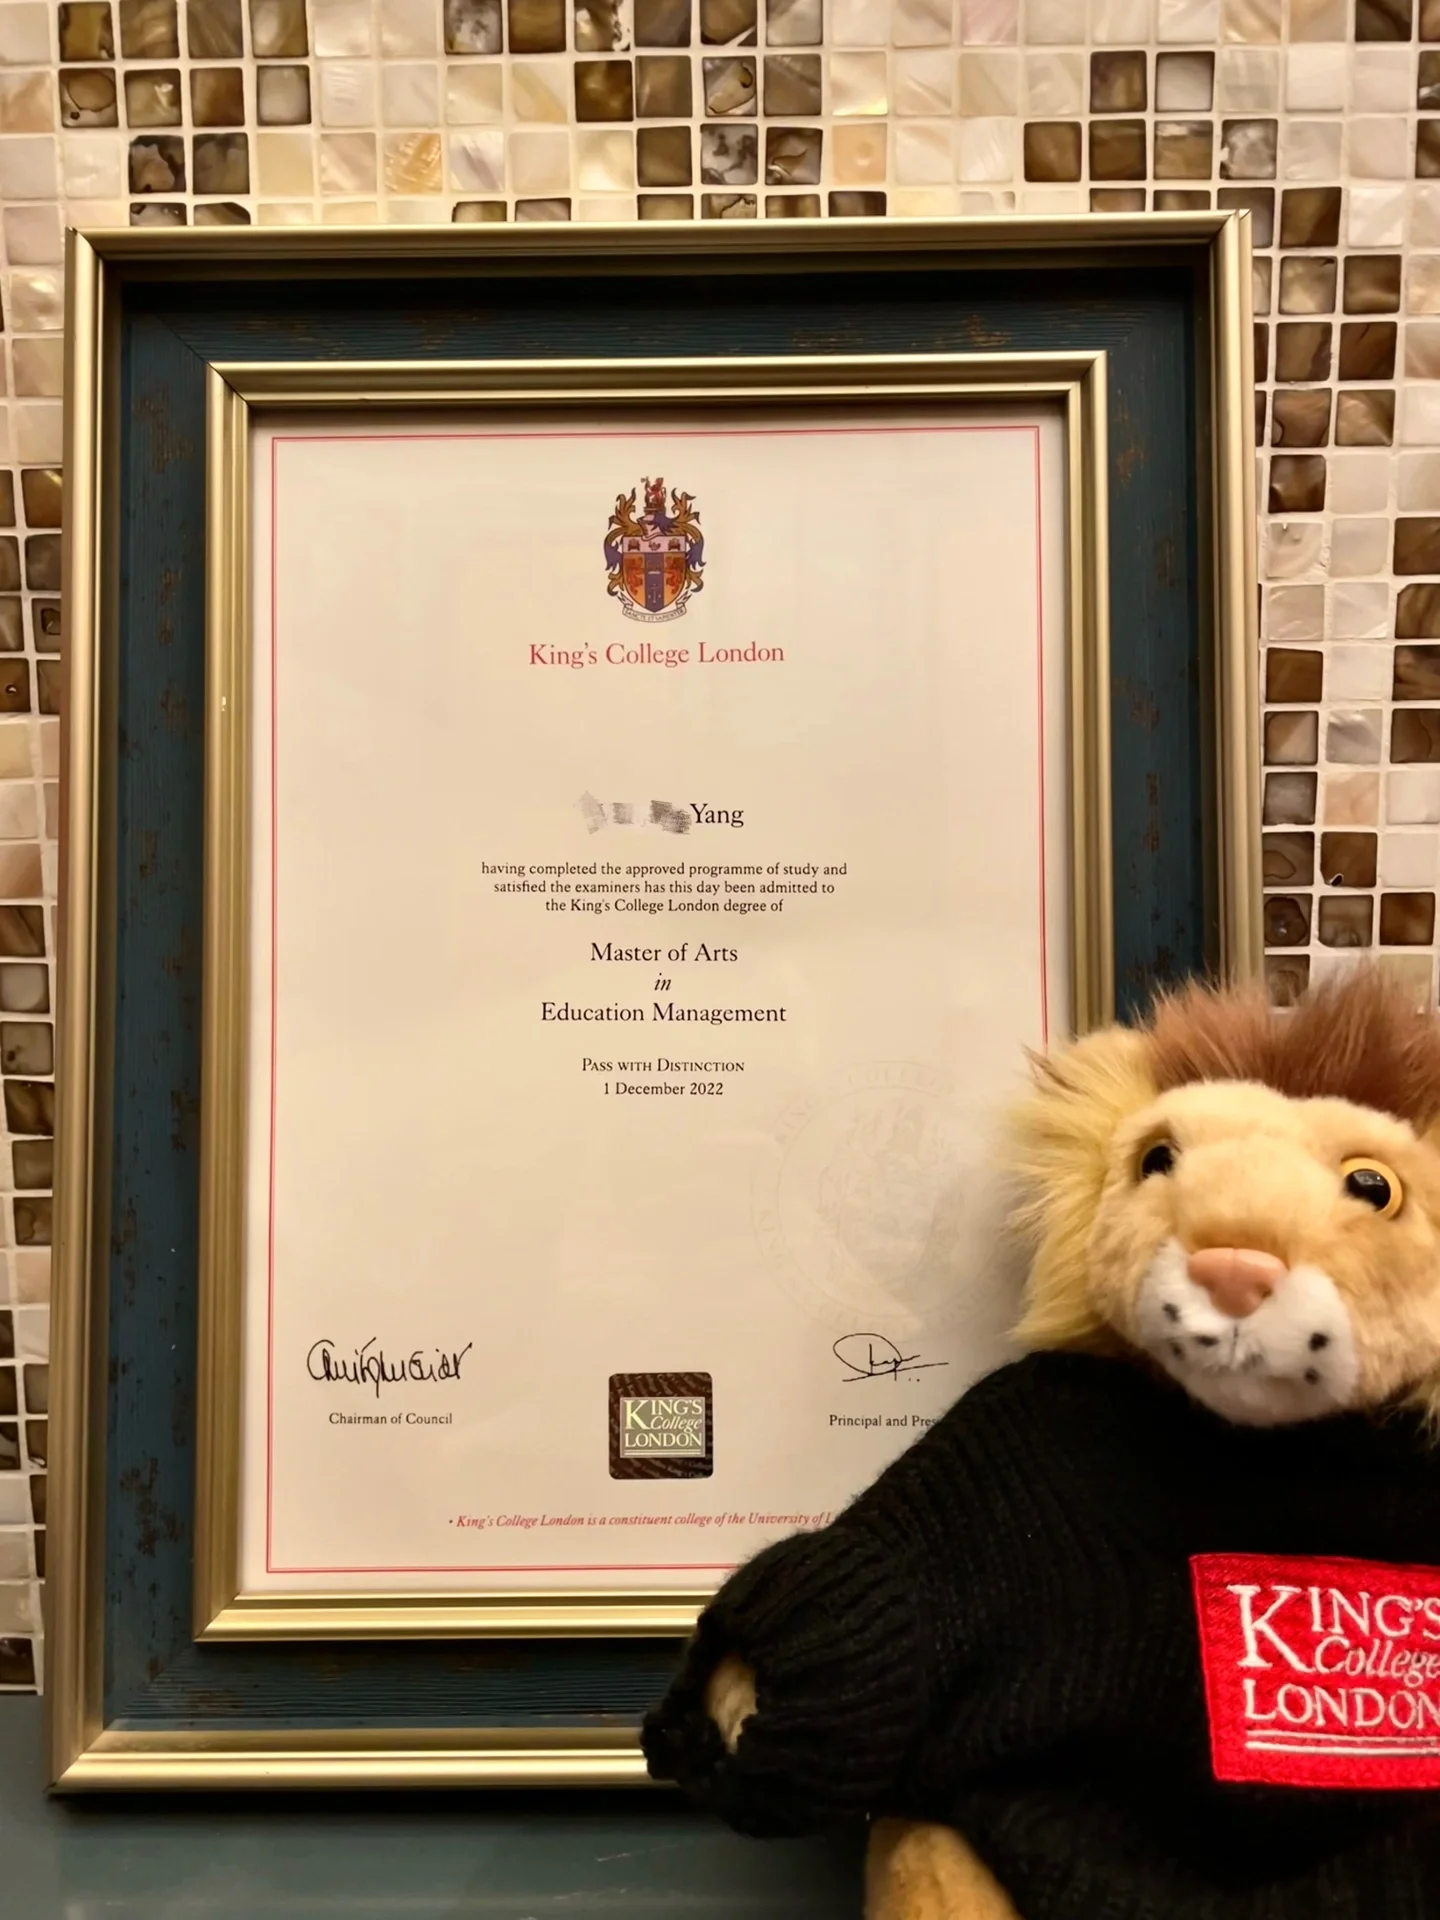 King's College London
Yang
having completed the approved programme of study and
satisfied the examiners has this day been admitted to
the King's College London degree of
Master of Arts
in
Education Management
Pass with Distinction
1 December 2022
Chairman of Council
KING'S
College
LONDON
Principal and
• King's College London is a constituent college of the University of
KING'S
College
LONDON